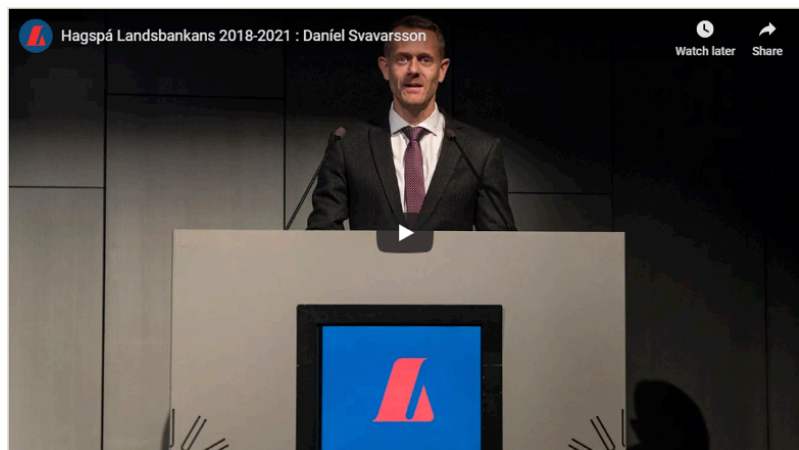 Hagspá Landsbankans 2018-2021 : Daníel Svavarsson
Watch later
Share